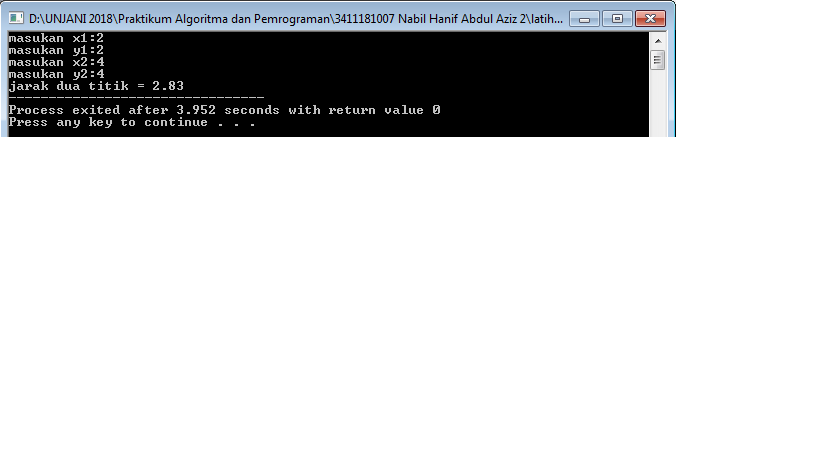 D:\UNJANI 2018\Praktikum Algoritma dan Pemrograman\3411181007 Nabil Hanif Abdul Aziz 2\latih...
masukan x1:2
masukan y1:2
masukan x2:4
masukan y2:4
jarak dua titik = 2.83
--------------------------------
Process exited after 3.952 seconds with return value 0
Press any key to continue . . .